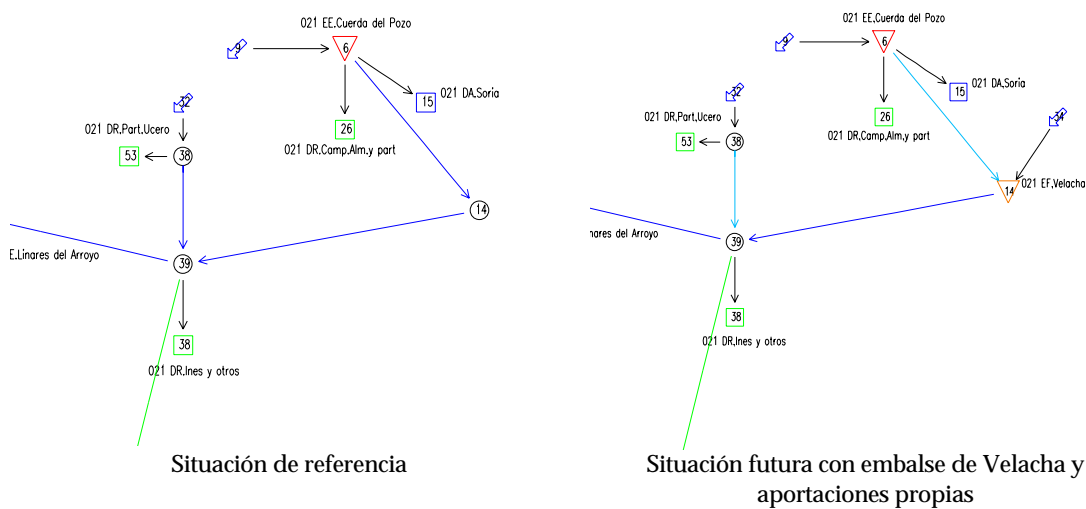 021 EE.Cuerda del Pozo
9
6
021 DA.Soria
15
32
021 DR.Part.Ucero
26
53
38
021 DR.Camp.Alm.y part
14
E.Linares del Arroyo
39
38
021 DR.Ines y otros
Situación de referencia
021 EE.Cuerda del Pozo
9
6
15
021 DA.Soria
32
34
021 DR.Part.Ucero
26
53
38
021 DR.Camp.Alm.y part
14
021 EF.Velacha
nares del Arroyo
39
38
021 DR.Ines y otros
Situación futura con embalse de Velacha y
aportaciones propias